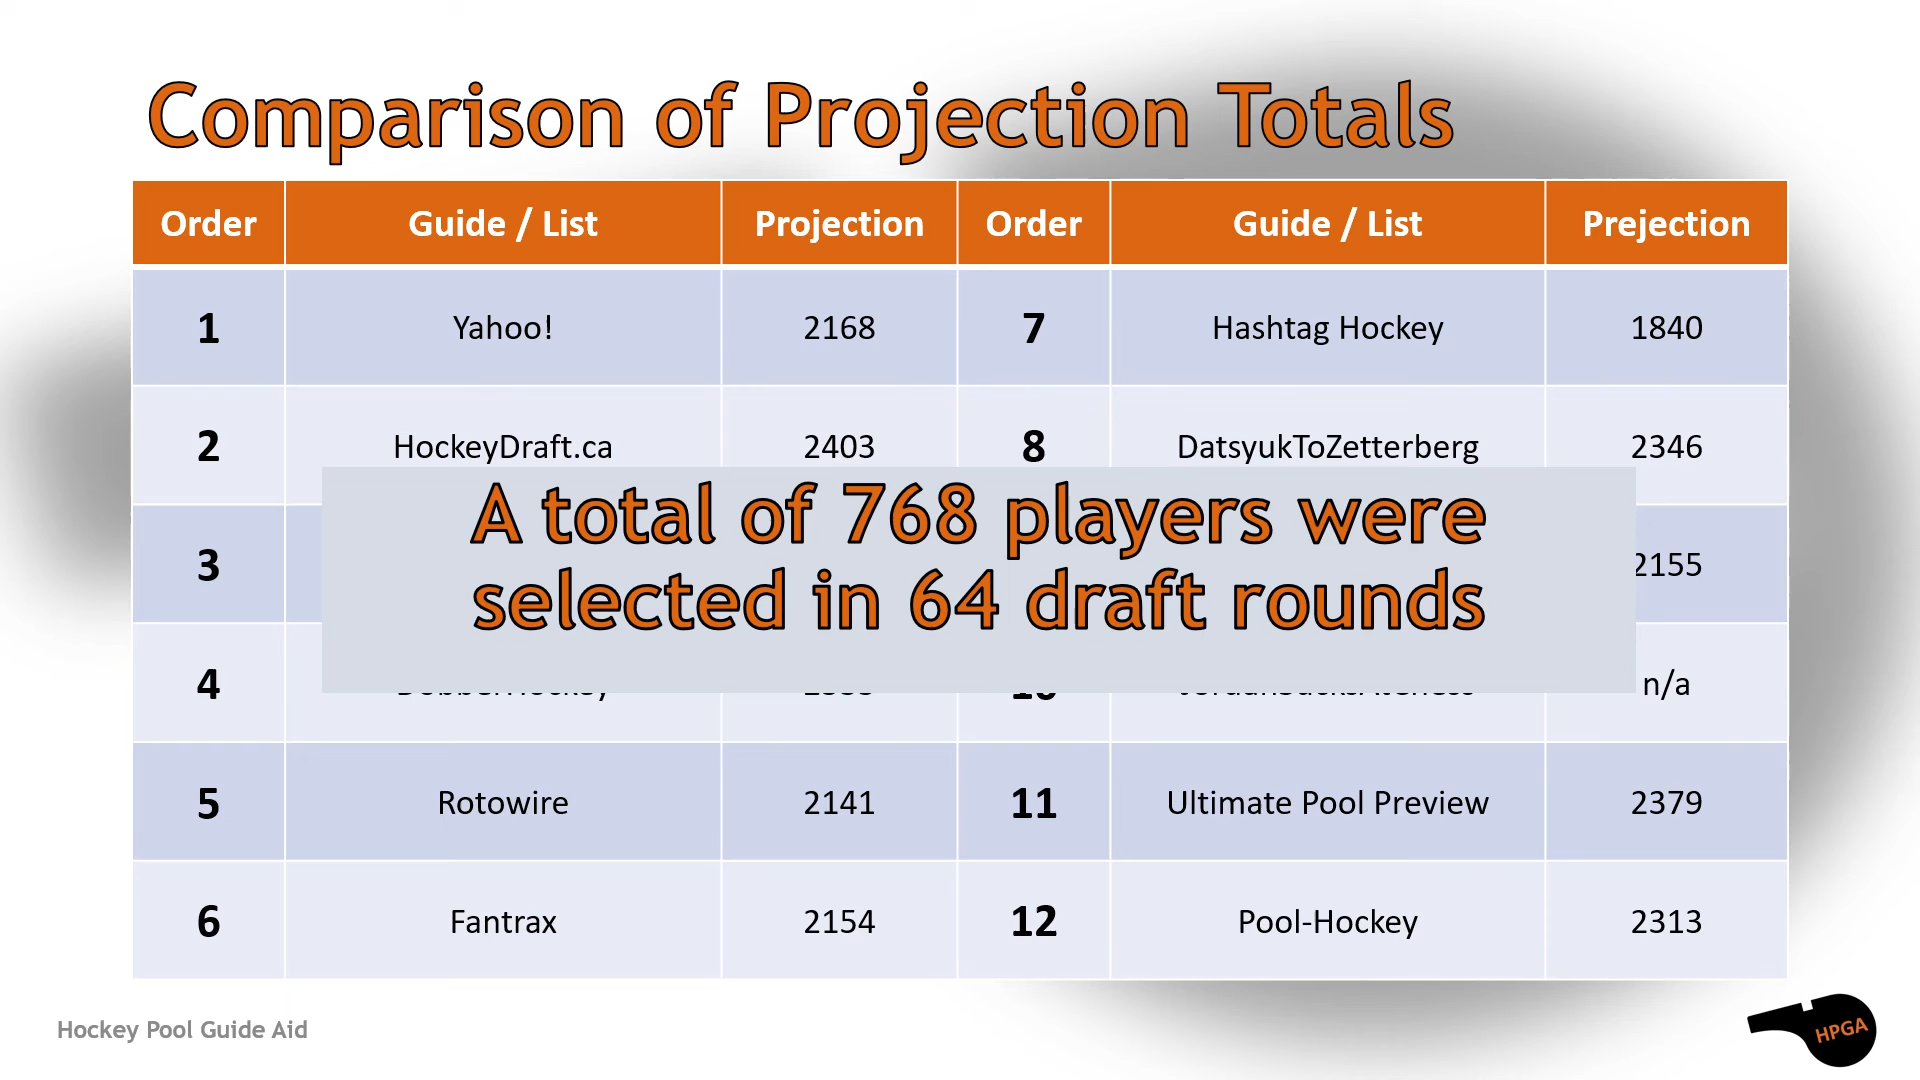 Comparison of Projection Totals
Order Guide / List Projection Order Guide / List Prejection
1 Yahoo! 2168 7 Hashtag Hockey 1840
2 HockeyDraft.ca 2403 8 DatsyukToZetterberg 2346
A total of 768 players were
selected in 64 draft rounds
3 2155
4 n/a
5 Rotowire 2141 11 Ultimate Pool Preview 2379
6 Fantrax 2154 12 Pool-Hockey 2313
Hockey Pool Guide Aid
HPGA